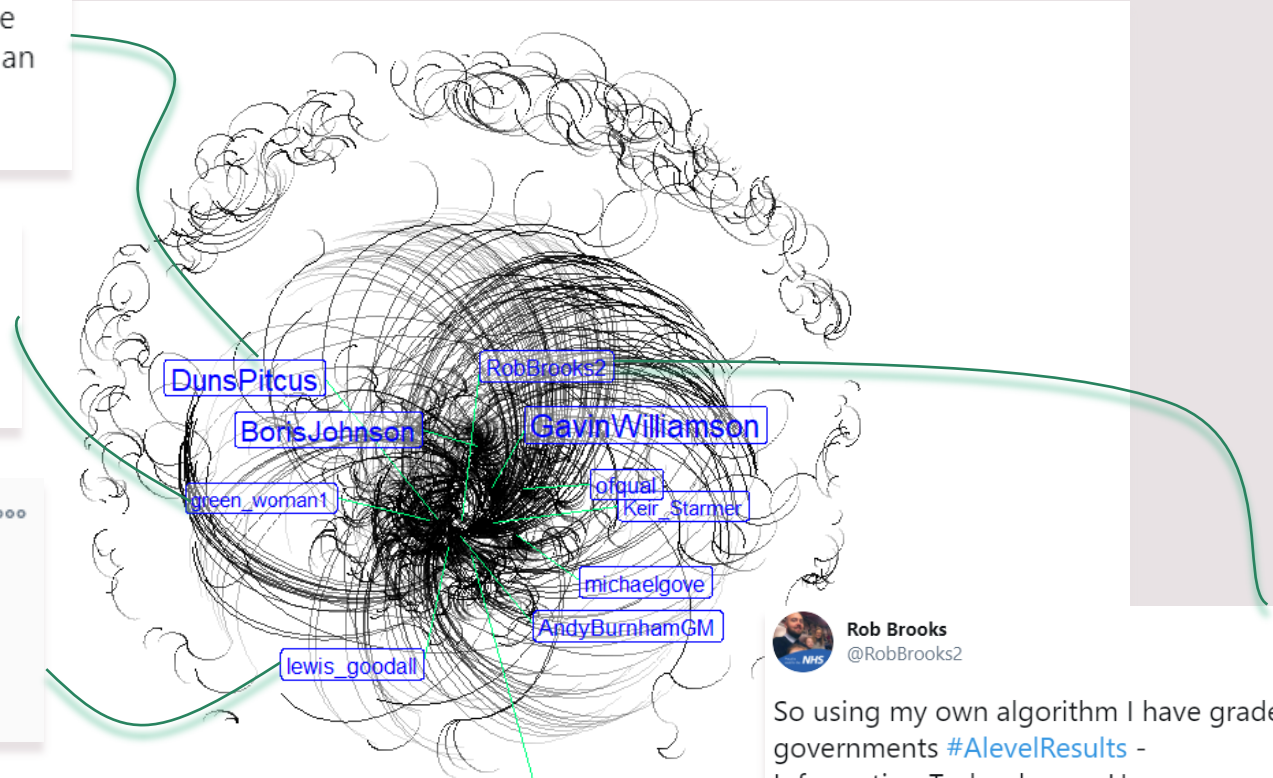 e
an
DunsPitcus
RobBrooks2
BorisJohnson
GavinWilliamson
ofqual
green_woman1
Keir_Starmer
michaelgove
AndyBurnhamGM
lewis_goodall
Rob Brooks
@RobBrooks2
NHS
So using my own algorithm I have grade
governments #AlevelResults -